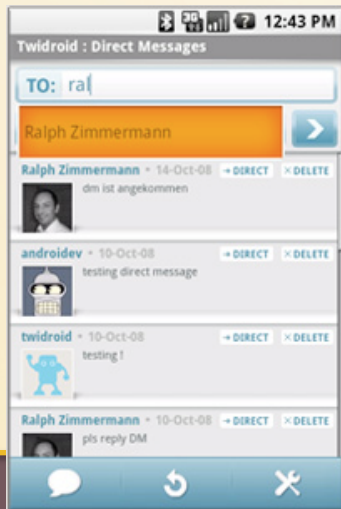 12:43 PM
Twidroid : Direct Messages
TO: ral
Ralph Zimmermann
Ralph Zimmermann • 14-Oct-08 → DIRECT × DELETE
dm ist angekommen
androidev • 10-Oct-08 → DIRECT × DELETE
testing direct message
twidroid • 10-Oct-08 → DIRECT × DELETE
testing !
Ralph Zimmermann • 10-Oct-08 → DIRECT × DELETE
pls reply DM